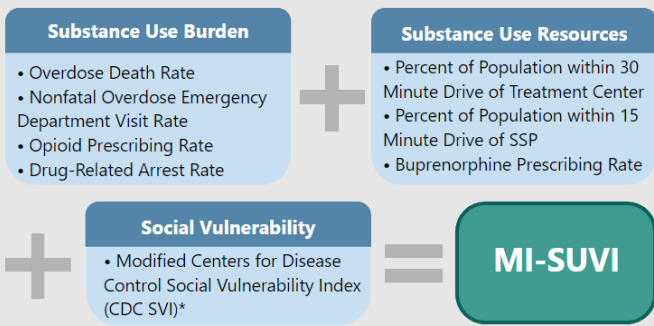 Substance Use Burden
• Overdose Death Rate
• Nonfatal Overdose Emergency
Department Visit Rate
• Opioid Prescribing Rate
• Drug-Related Arrest Rate
+
Substance Use Resources
• Percent of Population within 30
Minute Drive of Treatment Center
• Percent of Population within 15
Minute Drive of SSP
• Buprenorphine Prescribing Rate
+
Social Vulnerability
• Modified Centers for Disease
Control Social Vulnerability Index
(CDC SVI)*
=
MI-SUVI